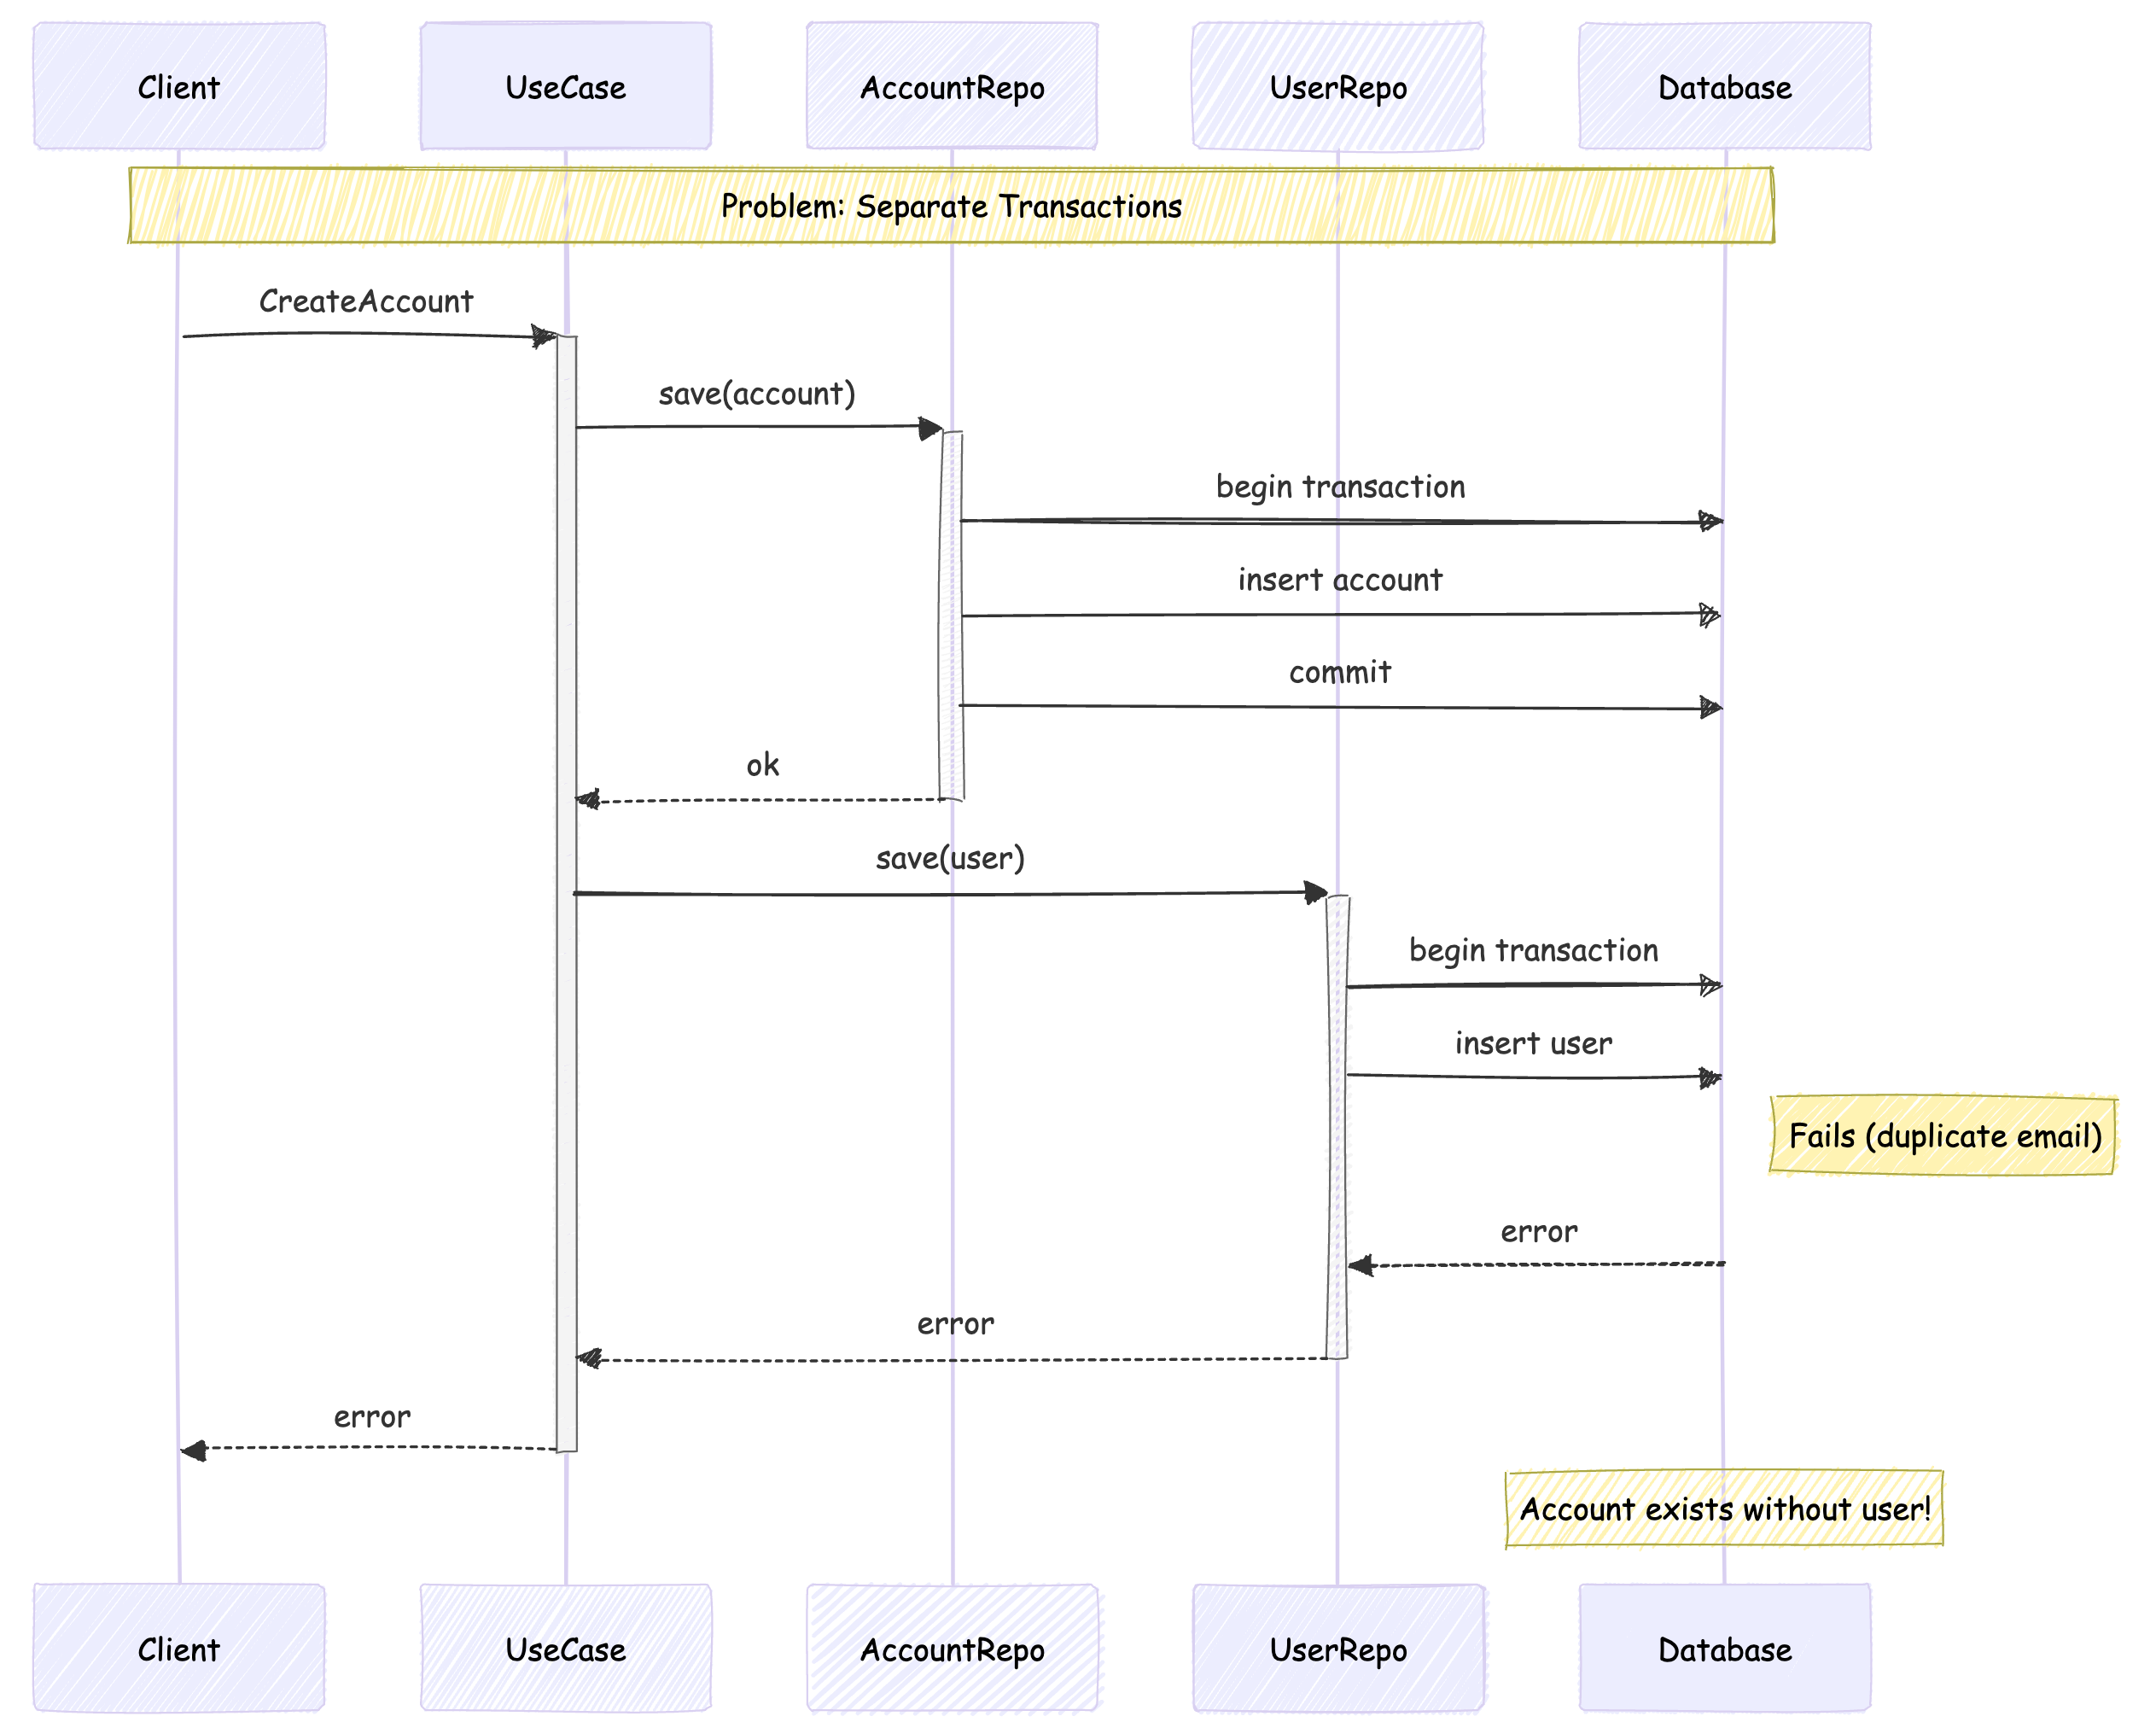 Client
UseCase
AccountRepo
UserRepo
Database
Problem: Separate Transactions
CreateAccount
save(account)
begin transaction
insert account
commit
ok
save(user)
begin transaction
insert user
Fails (duplicate email)
error
error
error
Account exists without user!
Client
UseCase
AccountRepo
UserRepo
Database